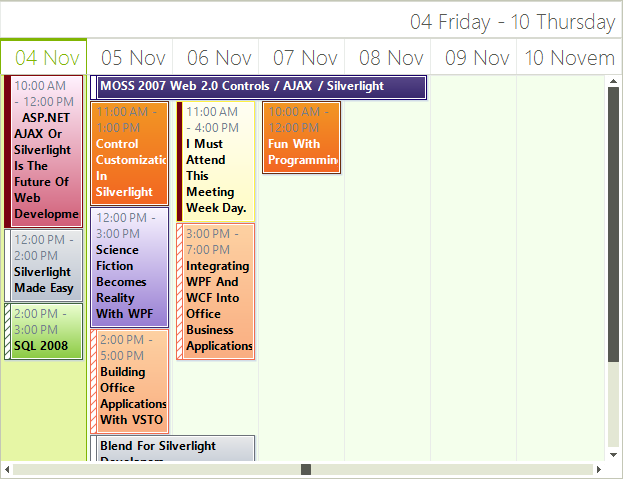 04 Friday - 10 Thursday
04 Nov
05 Nov
06 Nov
07 Nov
08 Nov
09 Nov
10 Novem
10:00 AM
- 12:00 PM
ASP.NET
AJAX Or
Silverlight
Is The
Future Of
Web
Developme
12:00 PM -
2:00 PM
Silverlight
Made Easy
2:00 PM -
3:00 PM
SQL 2008
MOSS 2007 Web 2.0 Controls / AJAX / Silverlight
11:00 AM -
1:00 PM
Control
Customizatio
In
Silverlight
12:00 PM -
3:00 PM
Science
Fiction
Becomes
Reality
With WPF
2:00 PM -
5:00 PM
Building
Office
Applications
With VSTO
Blend For Silverlight
Developers
11:00 AM
- 4:00 PM
I Must
Attend
This
Meeting
Week Day.
3:00 PM -
7:00 PM
Integrating
WPF And
WCF Into
Office
Business
Applications
10:00 AM -
12:00 PM
Fun With
Programmin